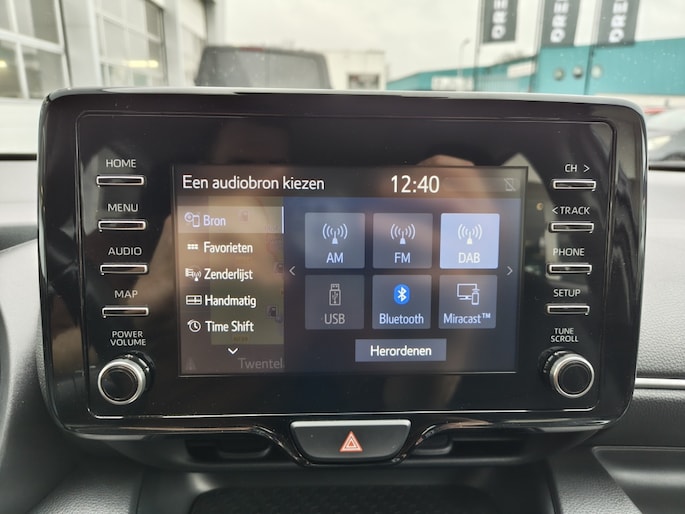 HOME
MENU
AUDIO
MAP
POWER
VOLUME
Een audiobron kiezen 12:40
Bron
Favorieten
Zenderlijst
Handmatig
Time Shift
Twentel
AM FM DAB
USB Bluetooth Miracast™
Herordenen
CH >
< TRACK
PHONE
SETUP
TUNE
SCROLL